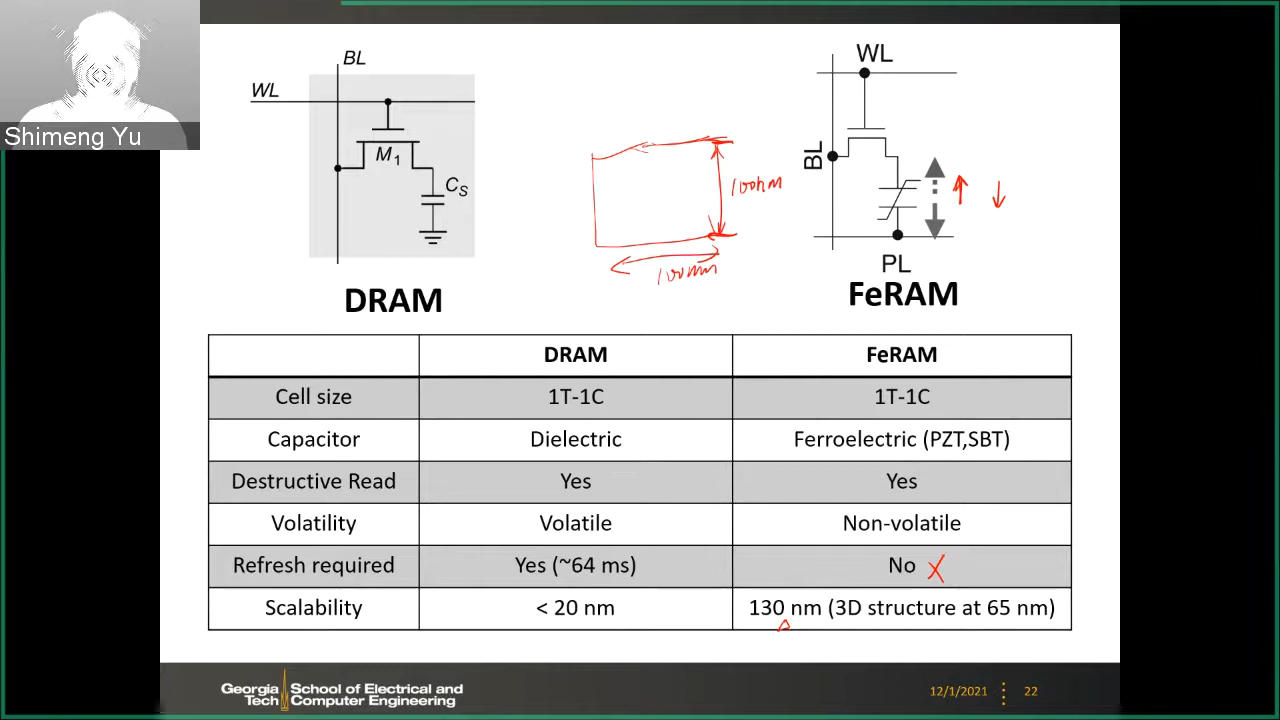 Shimeng Yu
BL
WL
M1
CS
DRAM
100nm
100nm
WL
BL
PL
FeRAM
DRAM FeRAM
Cell size 1T-1C 1T-1C
Capacitor Dielectric Ferroelectric (PZT,SBT)
Destructive Read Yes Yes
Volatility Volatile Non-volatile
Refresh required Yes (~64 ms) No X
Scalability < 20 nm 130 nm (3D structure at 65 nm)
Georgia Tech School of Electrical and Computer Engineering
12/1/2021 22